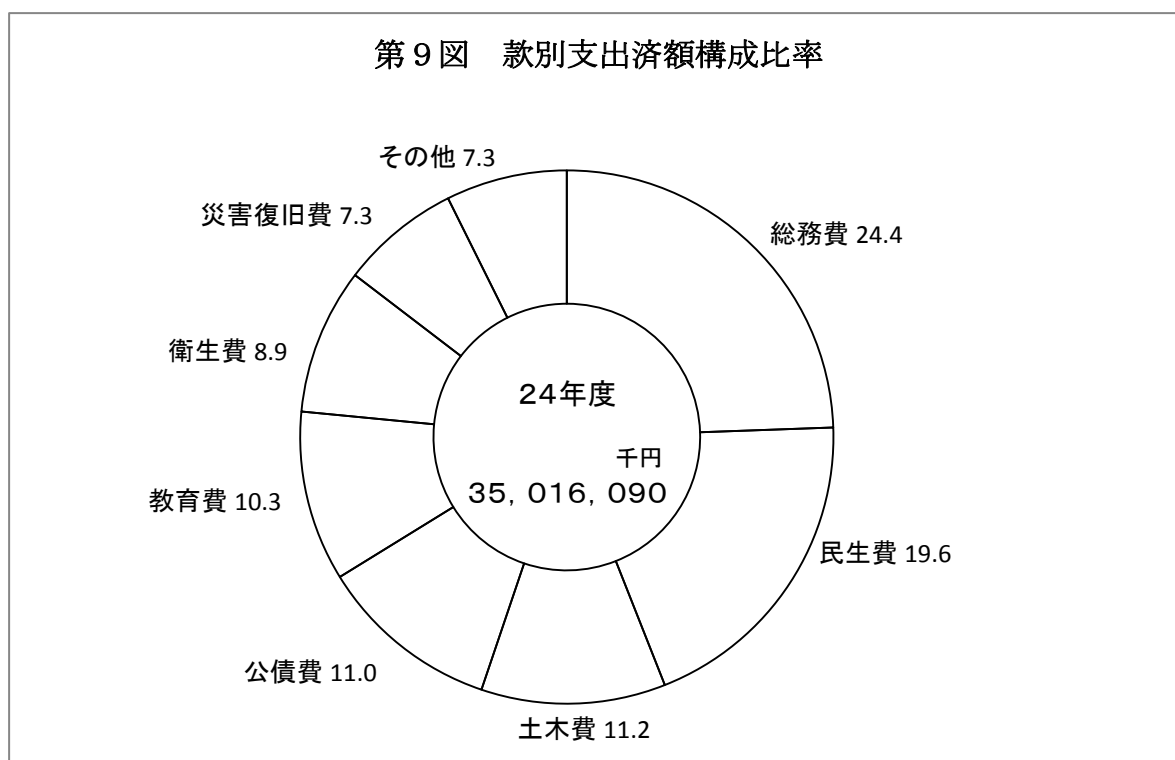 第９図　款別支出済額構成比率
その他 7.3
災害復旧費 7.3
総務費 24.4
衛生費 8.9
２４年度
千円
３５，０１６，０９０
教育費 10.3
民生費 19.6
公債費 11.0
土木費 11.2